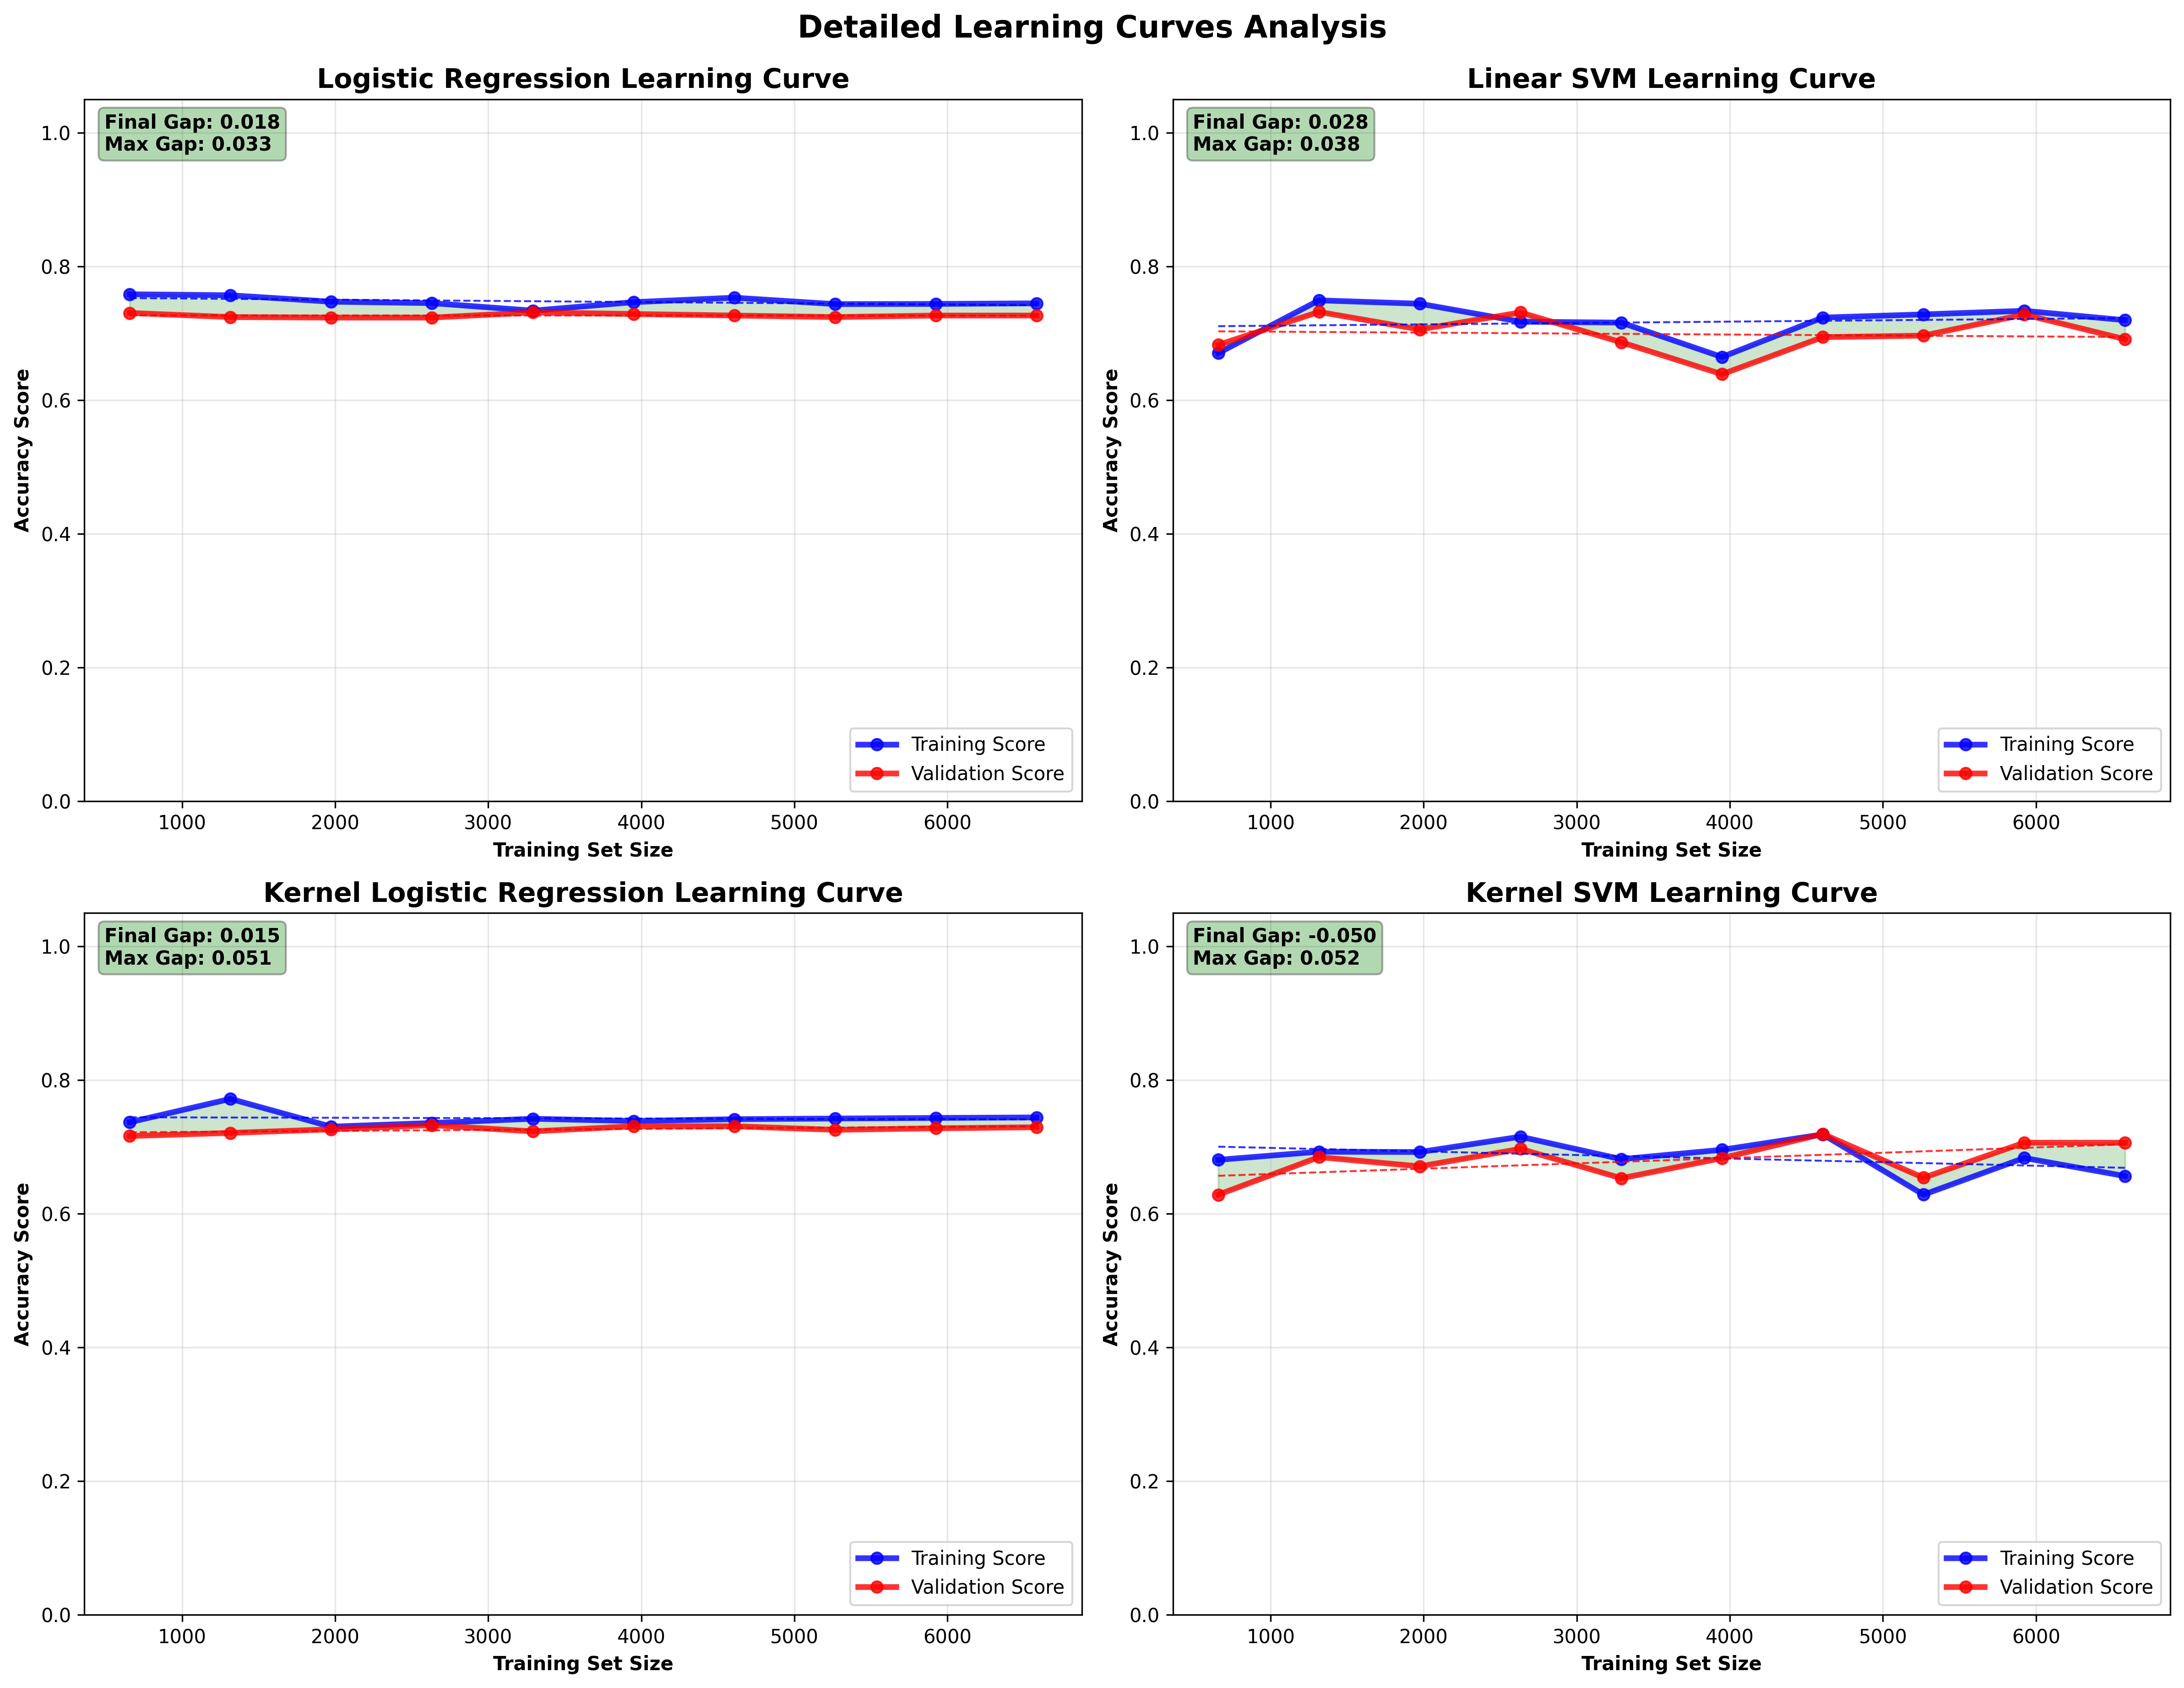 Detailed Learning Curves Analysis
Logistic Regression Learning Curve
Final Gap: 0.018
Max Gap: 0.033
1.0
0.8
0.6
0.4
0.2
0.0
Accuracy Score
Training Score
Validation Score
1000 2000 3000 4000 5000 6000
Training Set Size
Linear SVM Learning Curve
Final Gap: 0.028
Max Gap: 0.038
1.0
0.8
0.6
0.4
0.2
0.0
Accuracy Score
Training Score
Validation Score
1000 2000 3000 4000 5000 6000
Training Set Size
Kernel Logistic Regression Learning Curve
Final Gap: 0.015
Max Gap: 0.051
1.0
0.8
0.6
0.4
0.2
0.0
Accuracy Score
Training Score
Validation Score
1000 2000 3000 4000 5000 6000
Training Set Size
Kernel SVM Learning Curve
Final Gap: -0.050
Max Gap: 0.052
1.0
0.8
0.6
0.4
0.2
0.0
Accuracy Score
Training Score
Validation Score
1000 2000 3000 4000 5000 6000
Training Set Size